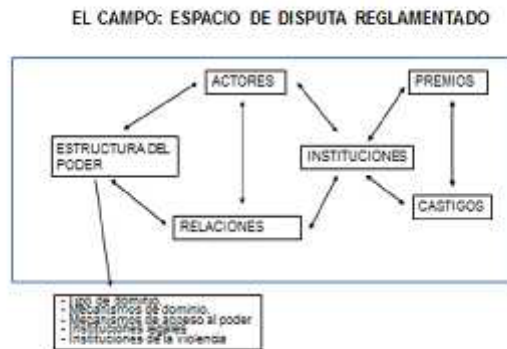 EL CAMPO: ESPACIO DE DISPUTA REGLAMENTADO
ACTORES
PREMIOS
ESTRUCTURA DEL
PODER
INSTITUCIONES
RELACIONES
CASTIGOS
- Tipo de dominio.
- Mecanismos de dominio.
- Mecanismos de acceso al poder
- Instituciones legales
- Instituciones de la violencia